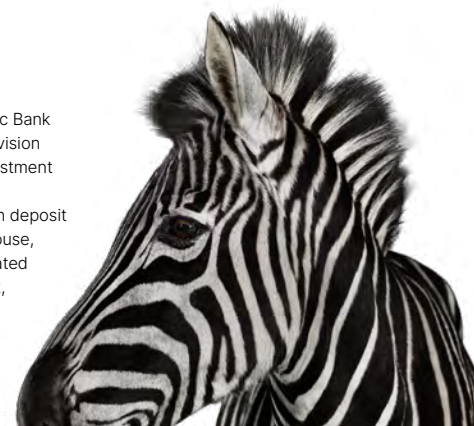 c Bank
vision
stment
n deposit
ouse,
ated
,